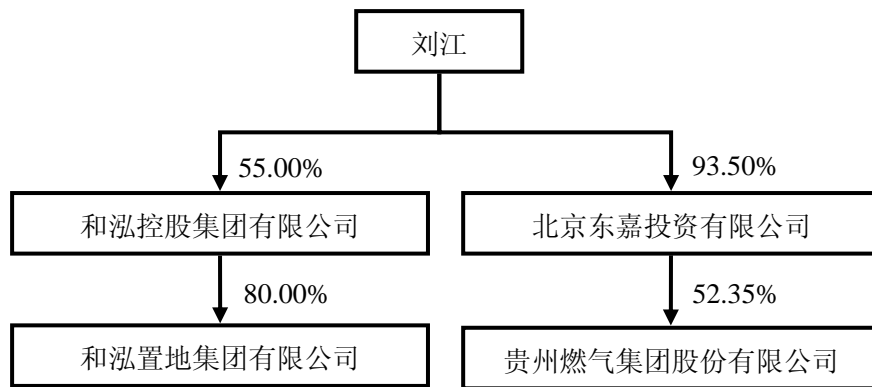 刘江
55.00%
93.50%
和泓控股集团有限公司
北京东嘉投资有限公司
80.00%
52.35%
和泓置地集团有限公司
贵州燃气集团股份有限公司